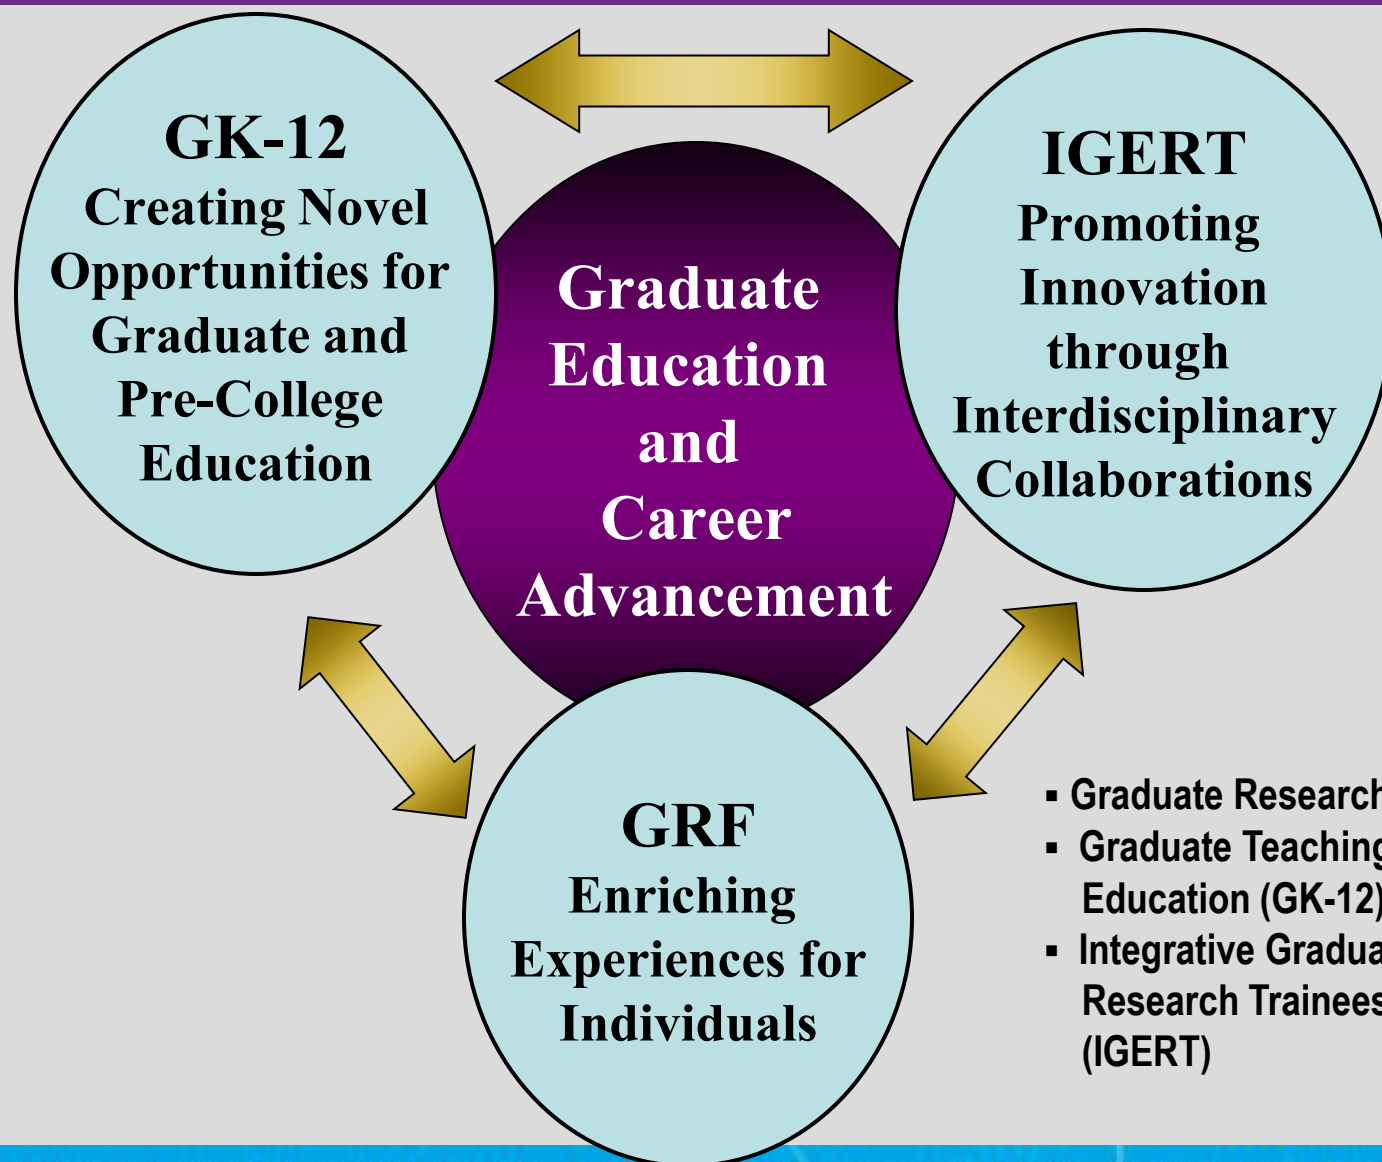 GK-12
Creating Novel
Opportunities for
Graduate and
Pre-College
Education
Graduate
Education
and
Career
Advancement
IGERT
Promoting
Innovation
through
Interdisciplinary
Collaborations
GRF
Enriching
Experiences for
Individuals
▪ Graduate Research
▪ Graduate Teaching
Education (GK-12)
▪ Integrative
Research Trainees
(IGERT)